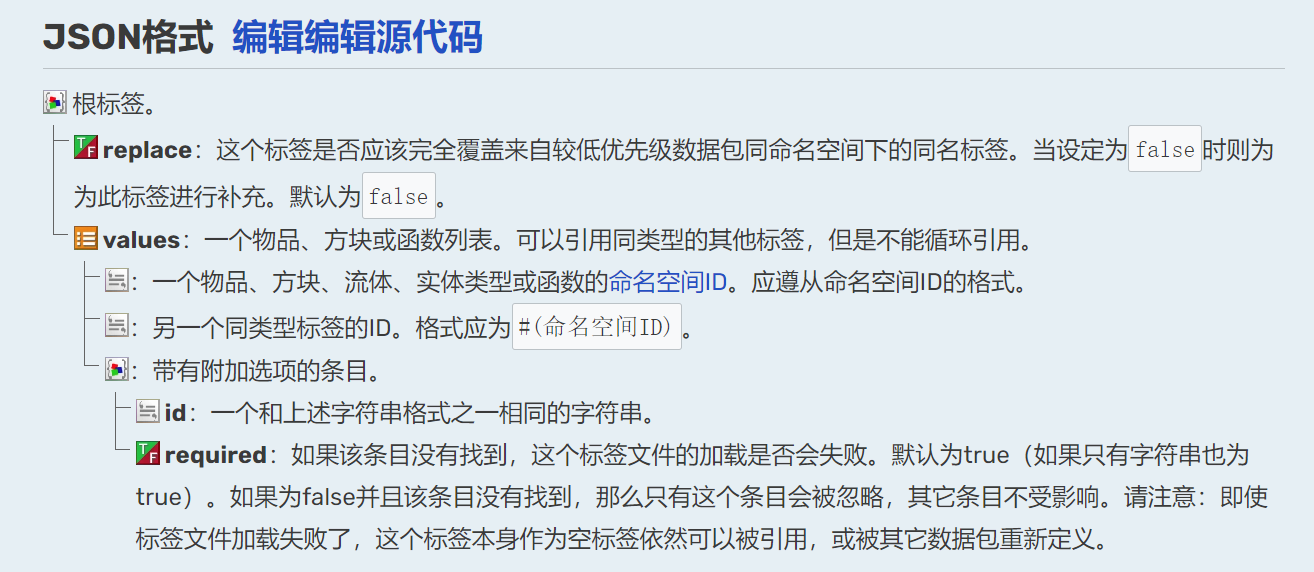 JSON格式 编辑编辑源代码
根标签。
replace：这个标签是否应该完全覆盖来自较低优先级数据包同命名空间下的同名标签。当设定为 false 时则为
为此标签进行补充。默认为 false 。
values：一个物品、方块或函数列表。可以引用同类型的其他标签，但是不能循环引用。
：一个物品、方块、流体、实体类型或函数的命名空间ID。应遵从命名空间ID的格式。
：另一个同类型标签的ID。格式应为 #(命名空间ID) 。
：带有附加选项的条目。
id：一个和上述字符串格式之一相同的字符串。
required：如果该条目没有找到，这个标签文件的加载是否会失败。默认为true（如果只有字符串也为
true）。如果为false并且该条目没有找到，那么只有这个条目会被忽略，其它条目不受影响。请注意：即使
标签文件加载失败了，这个标签本身作为空标签依然可以被引用，或被其它数据包重新定义。